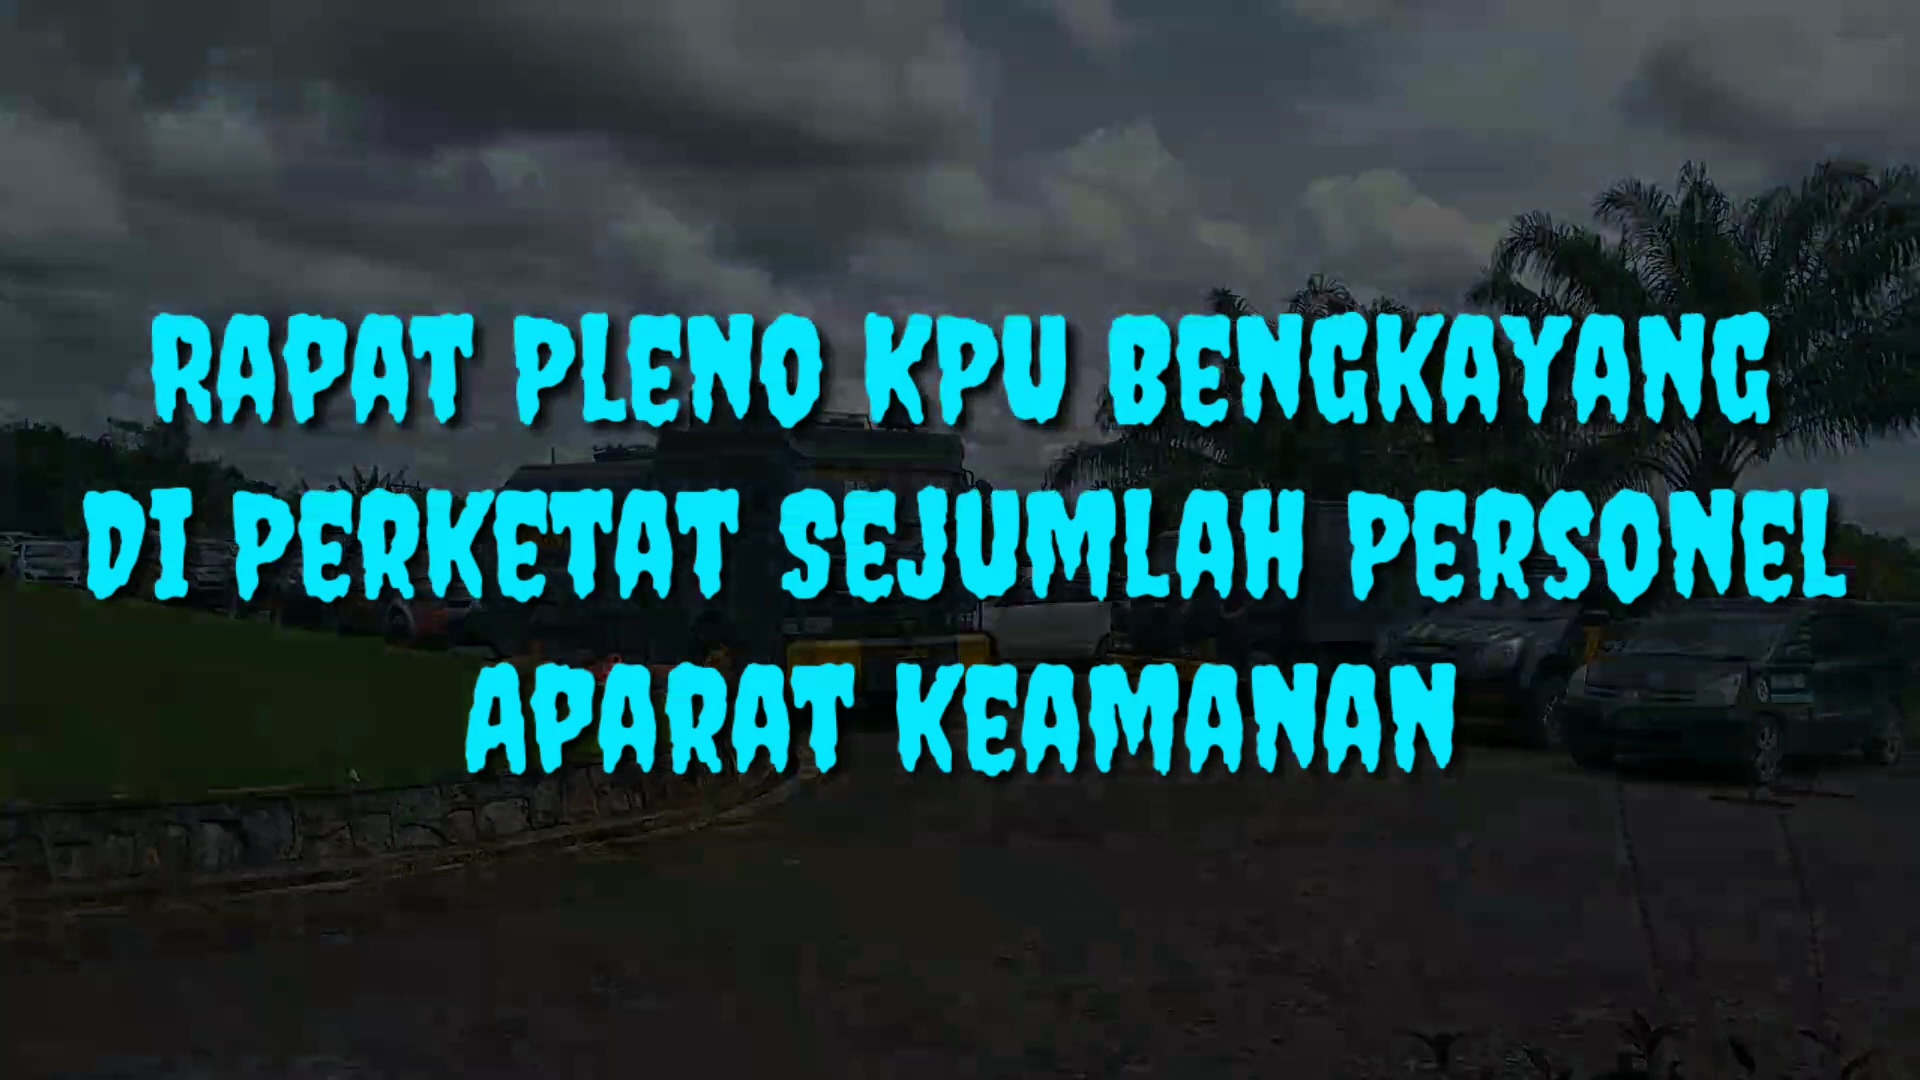 RAPAT PLENO KPU BENGKAYANG
DI PERKETAT SEJUMLAH PERSONEL
APARAT KEAMANAN